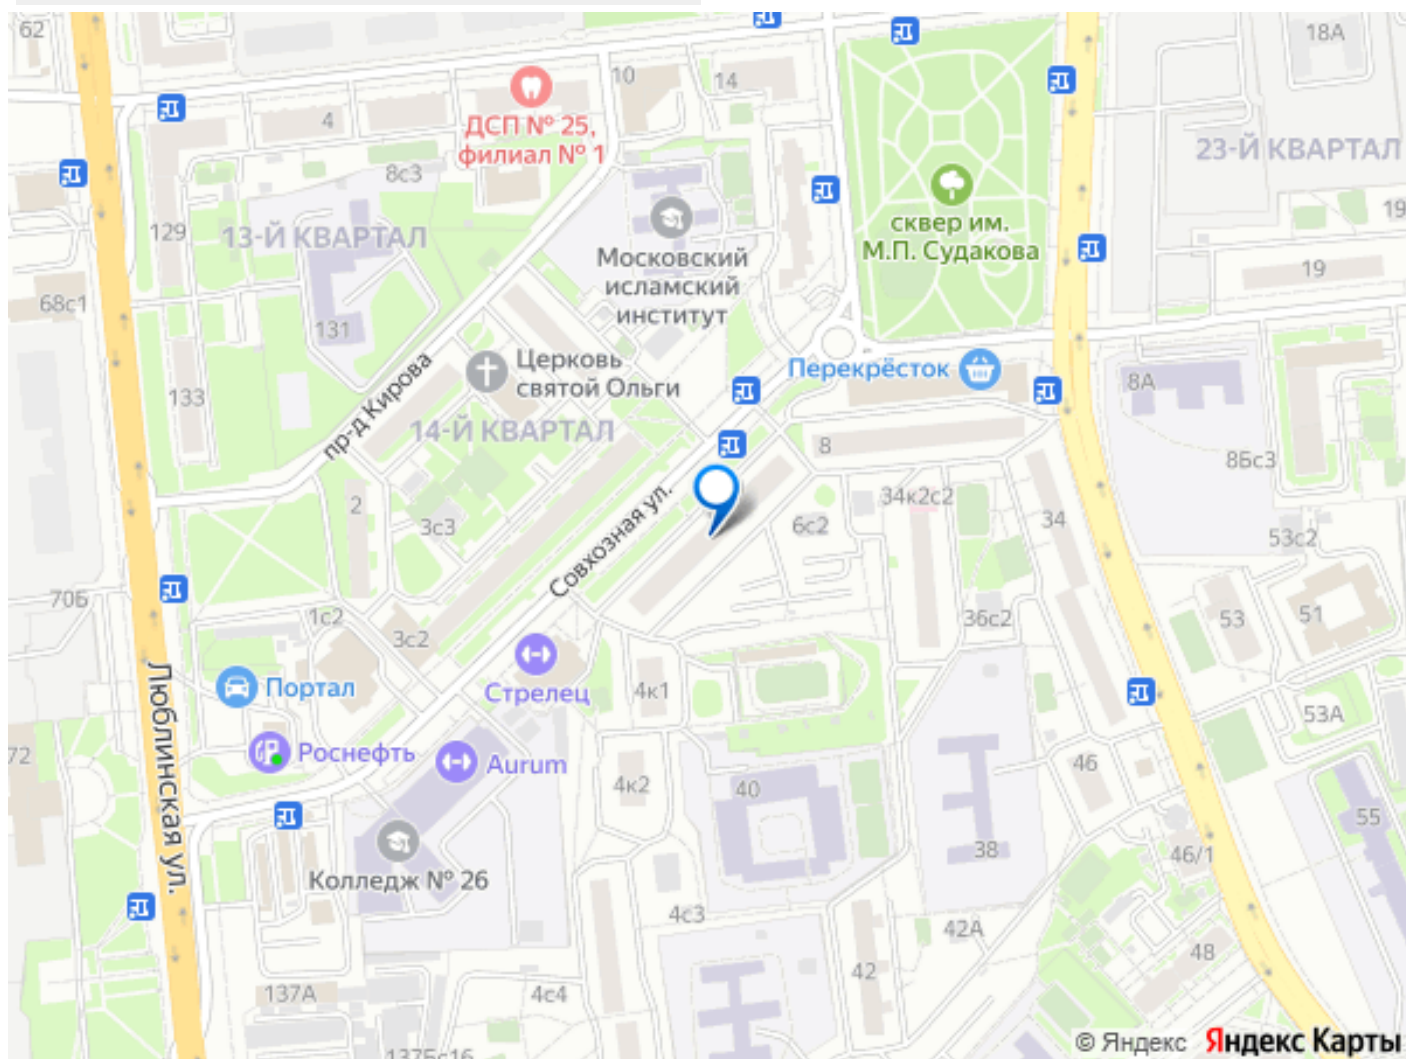 62
18А
10
14
4
ДСП № 25,
филиал № 1
23-Й КВАРТАЛ
8с3
19
сквер им.
М.П. Судакова
129
13-Й КВАРТАЛ
Московский
исламский
институт
19
68с1
131
Церковь
святой Ольги
Перекрёсток
8А
133
пр-д Кирова
14-Й КВАРТАЛ
8
8Бс3
2
3с3
Совхозная ул.
34к2с2
6с2
34
53с2
70Б
1с2
3с2
36с2
53
51
Люблинская ул.
Портал
Стрелец
4к1
53А
72
Роснефть
Aurum
4к2
40
46
55
38
46/1
Колледж № 26
4с3
42А
48
42
137А
4с4
137Бс16
© Яндекс Яндекс Карты